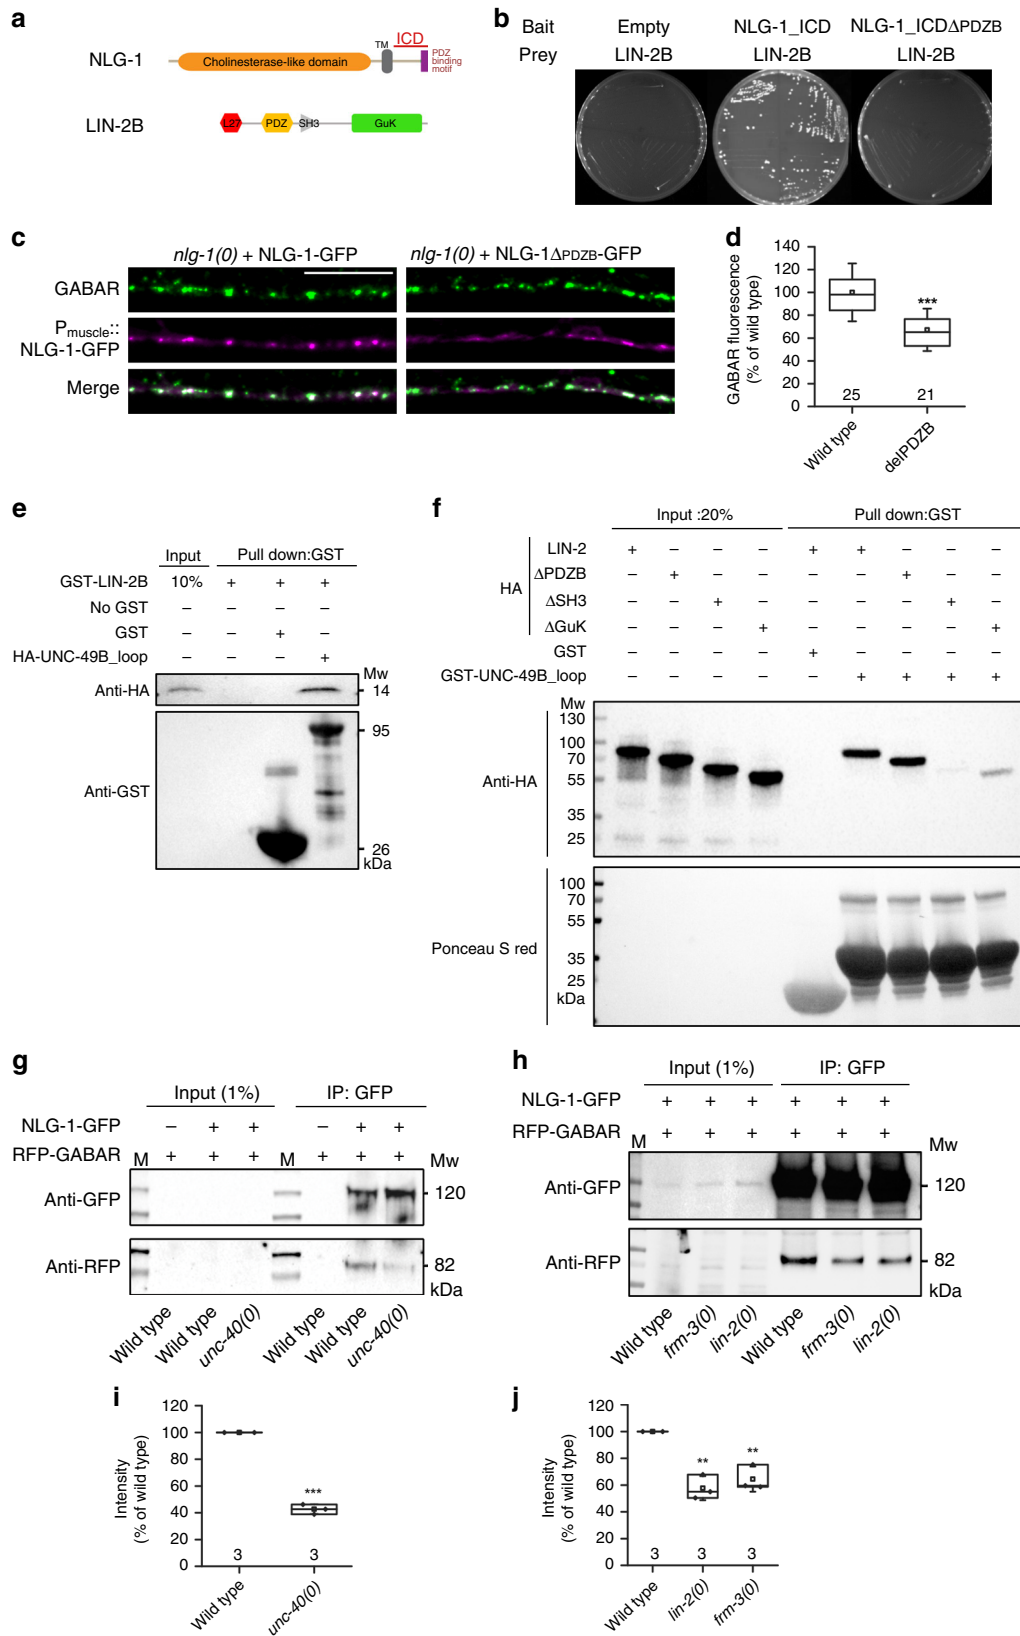 a
NLG-1
Cholinesterase-like domain
TM
ICD
PDZ
binding
motif
LIN-2B
L27
PDZ
SH3
GuK
b
Bait Empty NLG-1_ICD NLG-1_ICDΔPDZB
Prey LIN-2B LIN-2B LIN-2B
c
nlg-1(0) + NLG-1-GFP nlg-1(0) + NLG-1ΔPDZB-GFP
GABAR
Pmuscle::
NLG-1-GFP
Merge
d
GABAR fluorescence
(% of wild type)
140
120
100
80
60
40
20
0
***
25 21
Wild type delPDZB
e
Input Pull down:GST
GST-LIN-2B 10% + + +
No GST – – – –
GST – – + –
HA-UNC-49B_loop – – – +
Mw
Anti-HA 14
Anti-GST 95
26
kDa
f
Input :20% Pull down:GST
HA
LIN-2 + – – – + + – – –
ΔPDZB – + – – – – + – –
ΔSH3 – – + – – – – + –
ΔGuK – – – + – – – – +
GST – – – – + – – – –
GST-UNC-49B_loop – – – – – + + + +
Mw
130
100
70
55
35
25
Anti-HA
100
70
55
35
25
kDa
Ponceau S red
g
Input (1%) IP: GFP
NLG-1-GFP – + + – + +
RFP-GABAR M + + + M + + + Mw
Anti-GFP 120
Anti-RFP 82
kDa
Wild type Wild type unc-40(0) Wild type Wild type unc-40(0)
h
Input (1%) IP: GFP
NLG-1-GFP + + + + + +
RFP-GABAR M + + + + + + Mw
Anti-GFP 120
Anti-RFP 82
kDa
Wild type frm-3(0) lin-2(0) Wild type frm-3(0) lin-2(0)
i
Intensity
(% of wild type)
120
100
80
60
40
20
0
***
3 3
Wild type unc-40(0)
j
Intensity
(% of wild type)
120
100
80
60
40
20
0
** **
3 3 3
Wild type lin-2(0) frm-3(0)